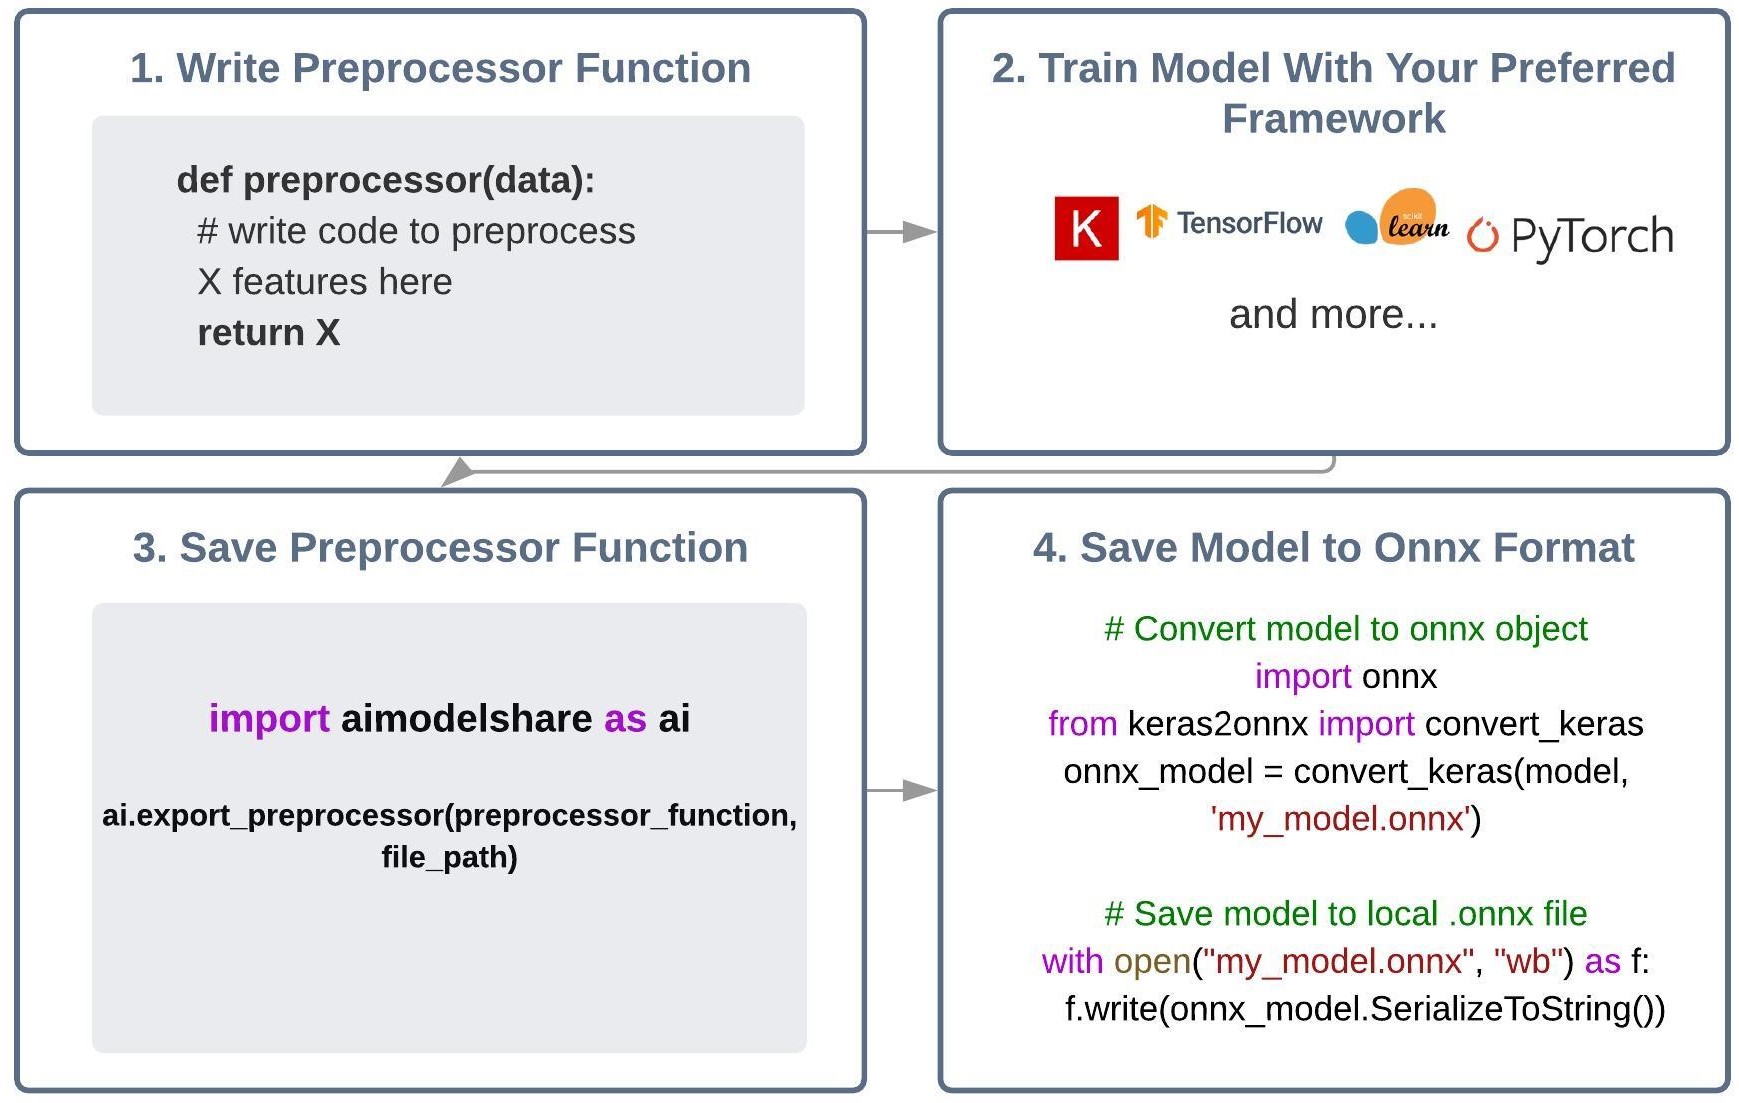 1. Write Preprocessor Function
def preprocessor(data):
# write code to preprocess
X features here
return X
2. Train Model With Your Preferred
Framework
K
TensorFlow
scikit
learn
PyTorch
and more...
3. Save Preprocessor Function
import aimodelshare as ai
ai.export_preprocessor(preprocessor_function,
file_path)
4. Save Model to Onnx Format
# Convert model to onnx object
import onnx
from keras2onnx import convert_keras
onnx_model = convert_keras(model,
'my_model.onnx')
# Save model to local .onnx file
with open("my_model.onnx", "wb") as f:
f.write(onnx_model.SerializeToString())